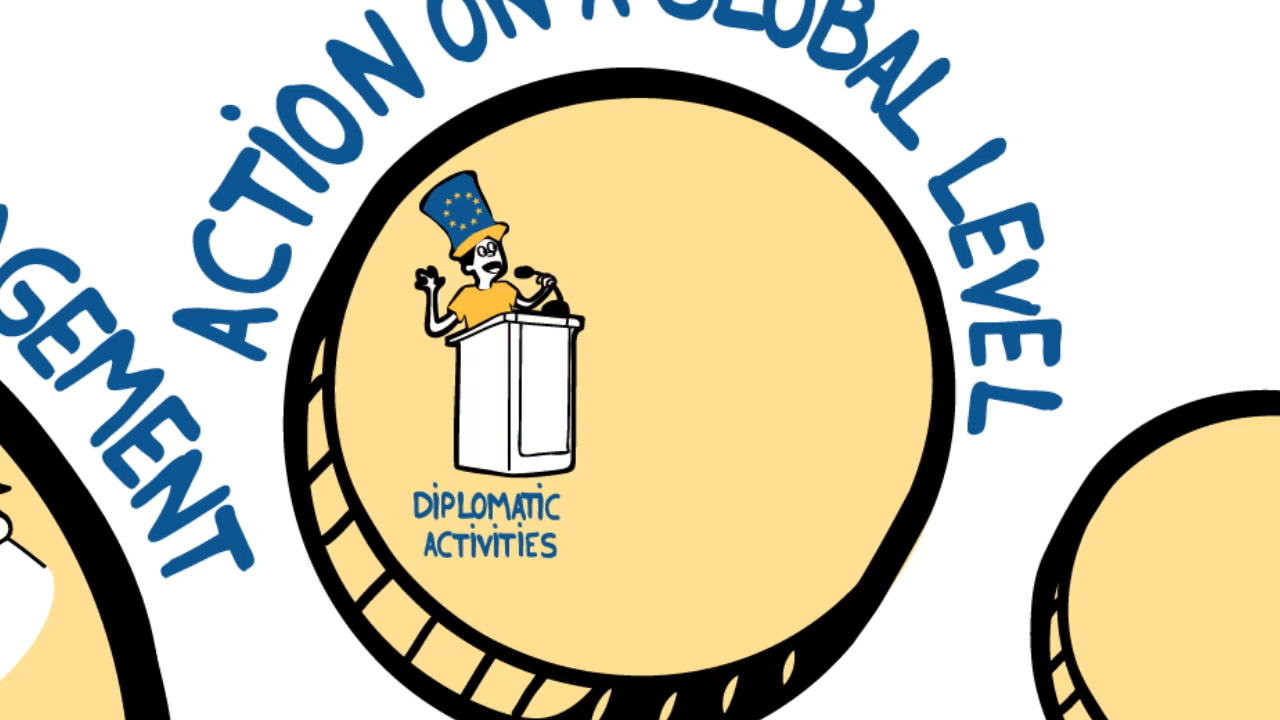 ACTION ON A GLOBAL LEVEL
GEMENT
DIPLOMATIC
ACTIVITIES